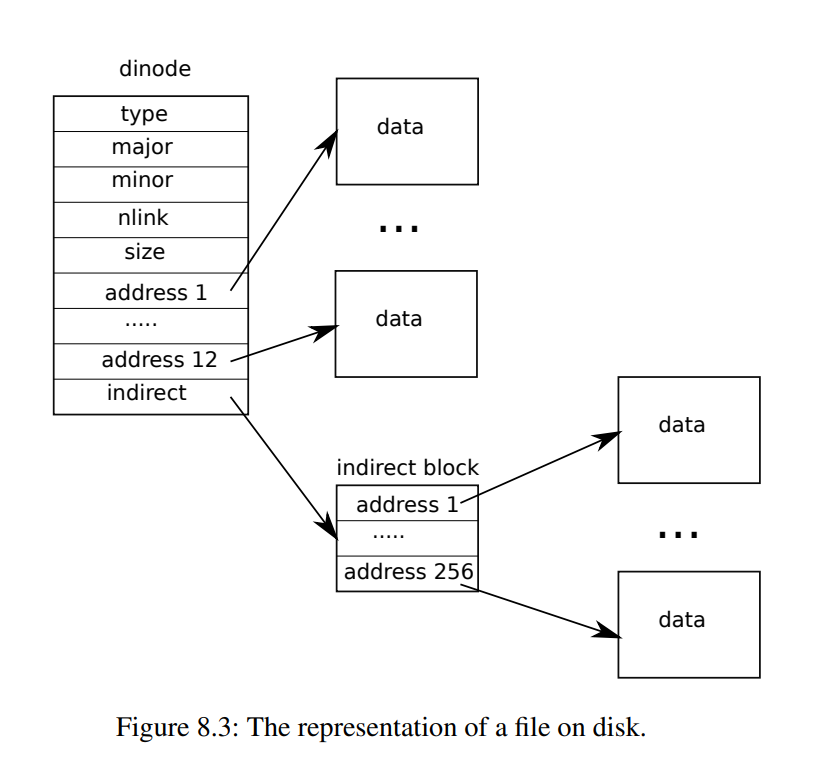 dinode
type
major
minor
nlink
size
address 1
.....
address 12
indirect
data
...
data
indirect block
address 1
.....
address 256
data
...
data
Figure 8.3: The representation of a file on disk.